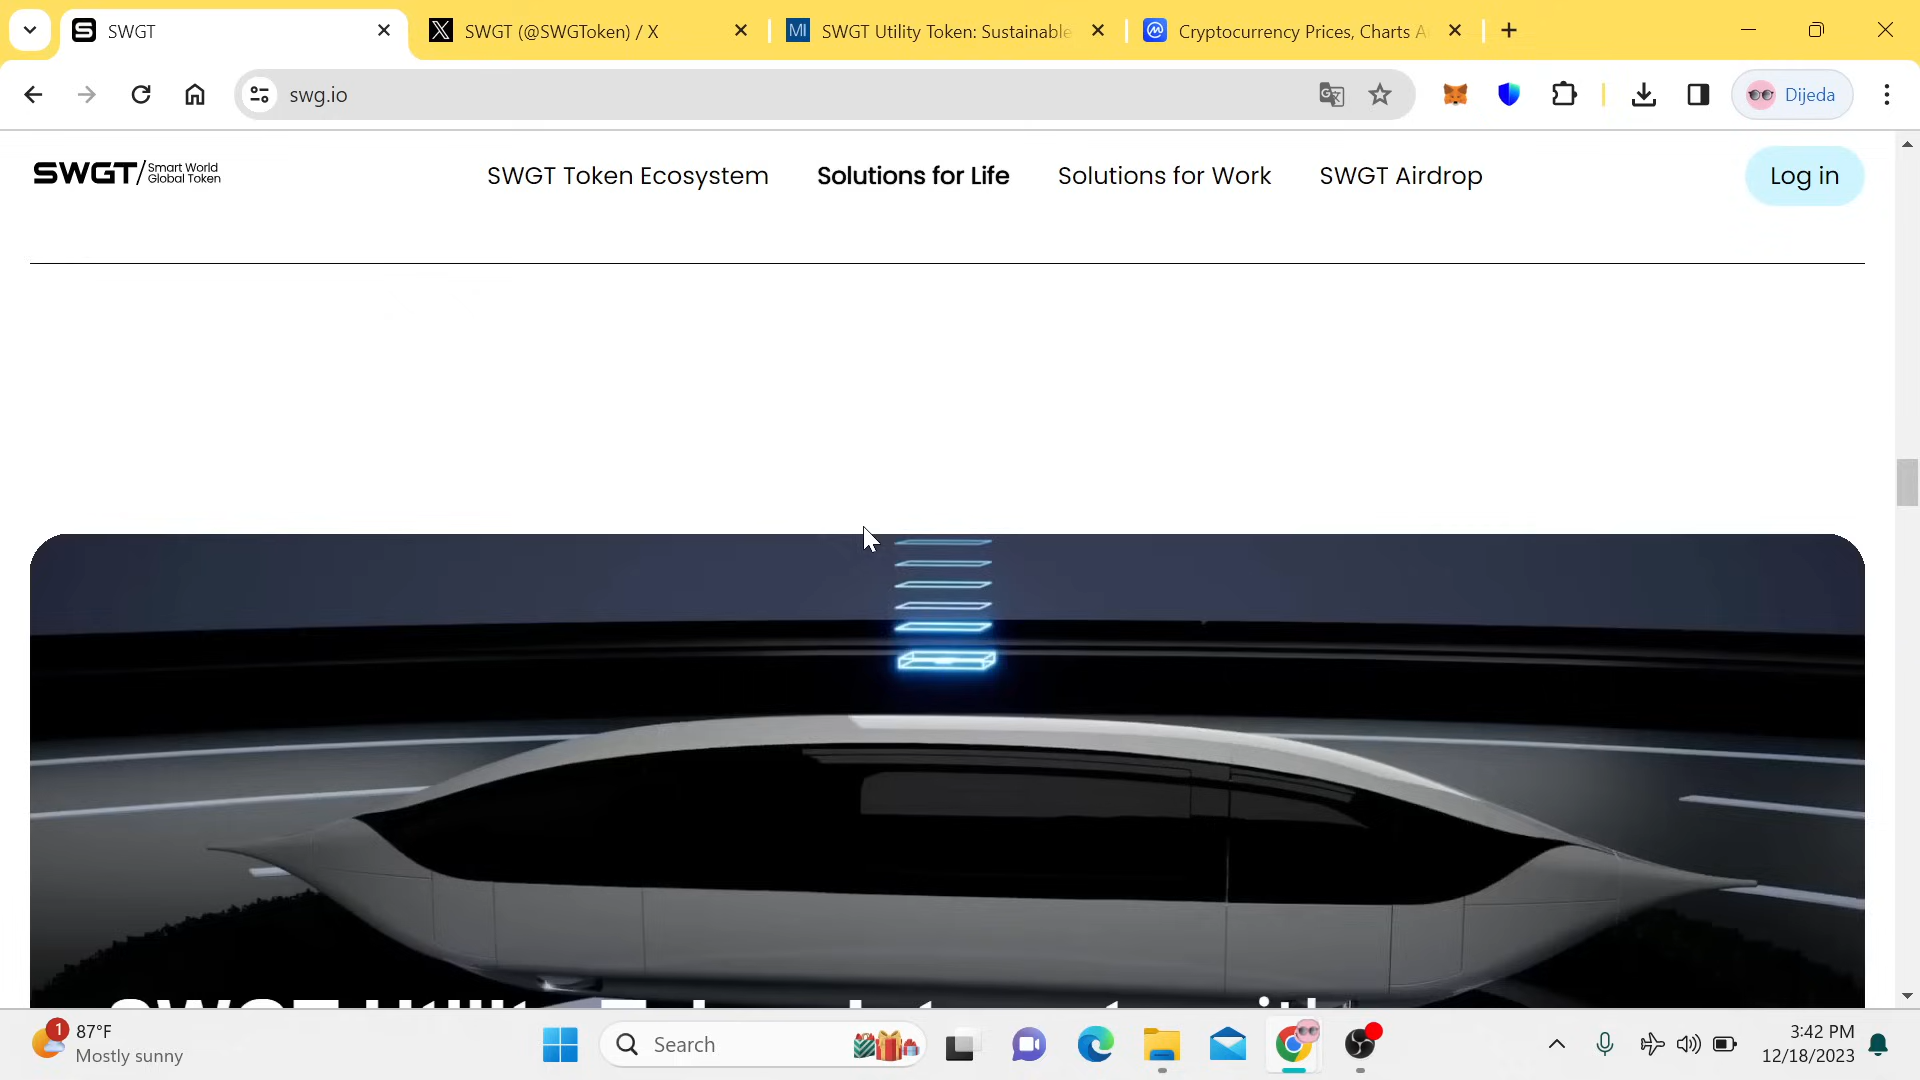 SWGT
SWGT (@SWGToken) / X
MI
SWGT Utility Token: Sustainable
Cryptocurrency Prices, Charts A
swg.io
Dijeda
SWGT/Smart World
Global Token
SWGT Token Ecosystem
Solutions for Life
Solutions for Work
SWGT Airdrop
Log in
1
87°F
Mostly sunny
Search
3:42 PM
12/18/2023